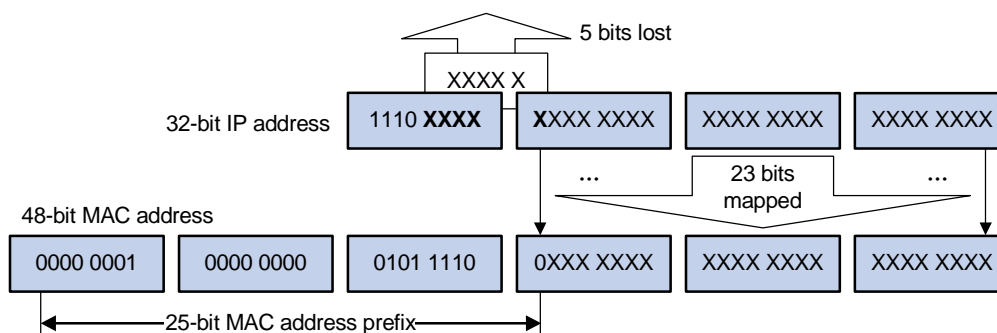 5 bits lost
XXXX X
32-bit IP address
1110 XXXX
XXXX XXXX
XXXX XXXX
XXXX XXXX
...
23 bits
mapped
...
48-bit MAC address
0000 0001
0000 0000
0101 1110
0XXX XXXX
XXXX XXXX
XXXX XXXX
25-bit MAC address prefix